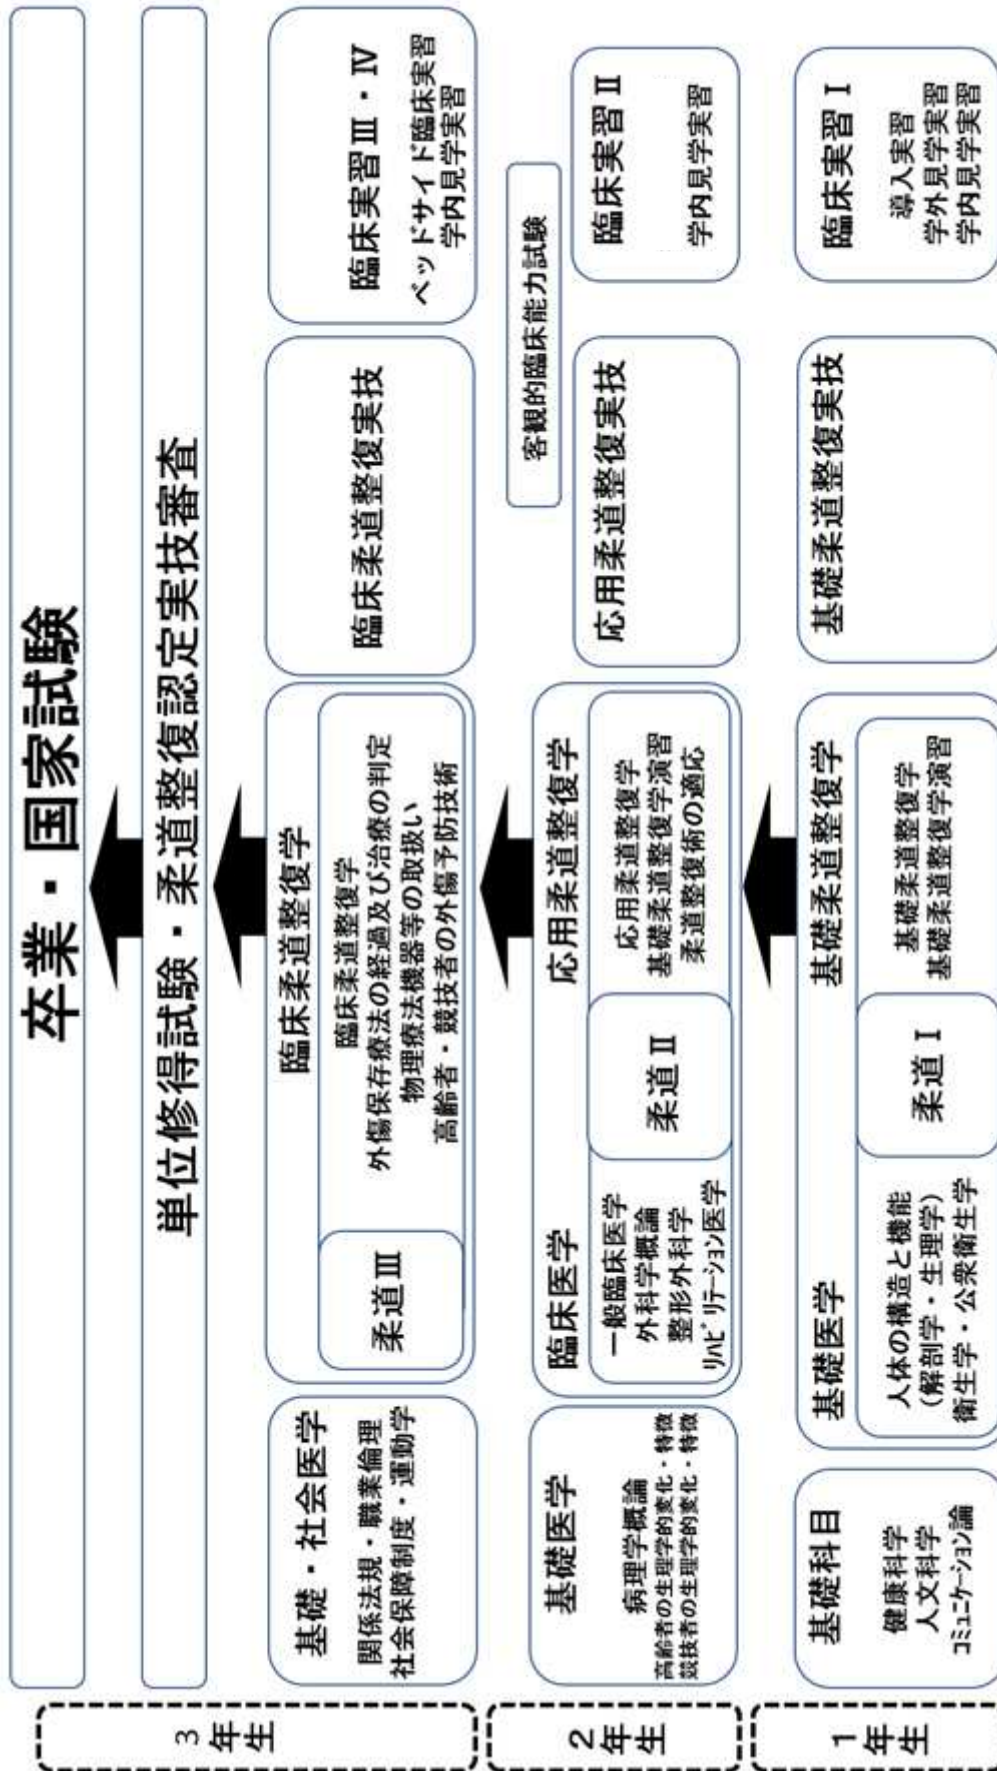 卒業・国家試験
単位修得試験・柔道整復認定実技審査
3年生
基礎・社会医学
関係法規・職業倫理
社会保障制度・運動学
臨床柔道整復学
柔道Ⅲ
臨床柔道整復学
外傷保存療法の経過及び治療の判定
物理療法機器等の取扱い
高齢者・競技者の外傷予防技術
臨床柔道整復実技
臨床実習Ⅲ・Ⅳ
ベッドサイド臨床実習
学内見学実習
客観的臨床能力試験
2年生
基礎医学
病理学概論
高齢者の生理学的変化・特徴
競技者の生理学的変化・特徴
臨床医学
一般臨床医学
外科学概論
整形外科学
リハビリテーション医学
柔道Ⅱ
応用柔道整復学
応用柔道整復学
基礎柔道整復学演習
柔道整復術の適応
応用柔道整復実技
臨床実習Ⅱ
学内見学実習
1年生
基礎科目
健康科学
人文科学
コミュニケーション論
基礎医学
人体の構造と機能
(解剖学・生理学)
衛生学・公衆衛生学
柔道Ⅰ
基礎柔道整復学
基礎柔道整復学
基礎柔道整復学演習
基礎柔道整復実技
臨床実習Ⅰ
導入実習
学外見学実習
学内見学実習